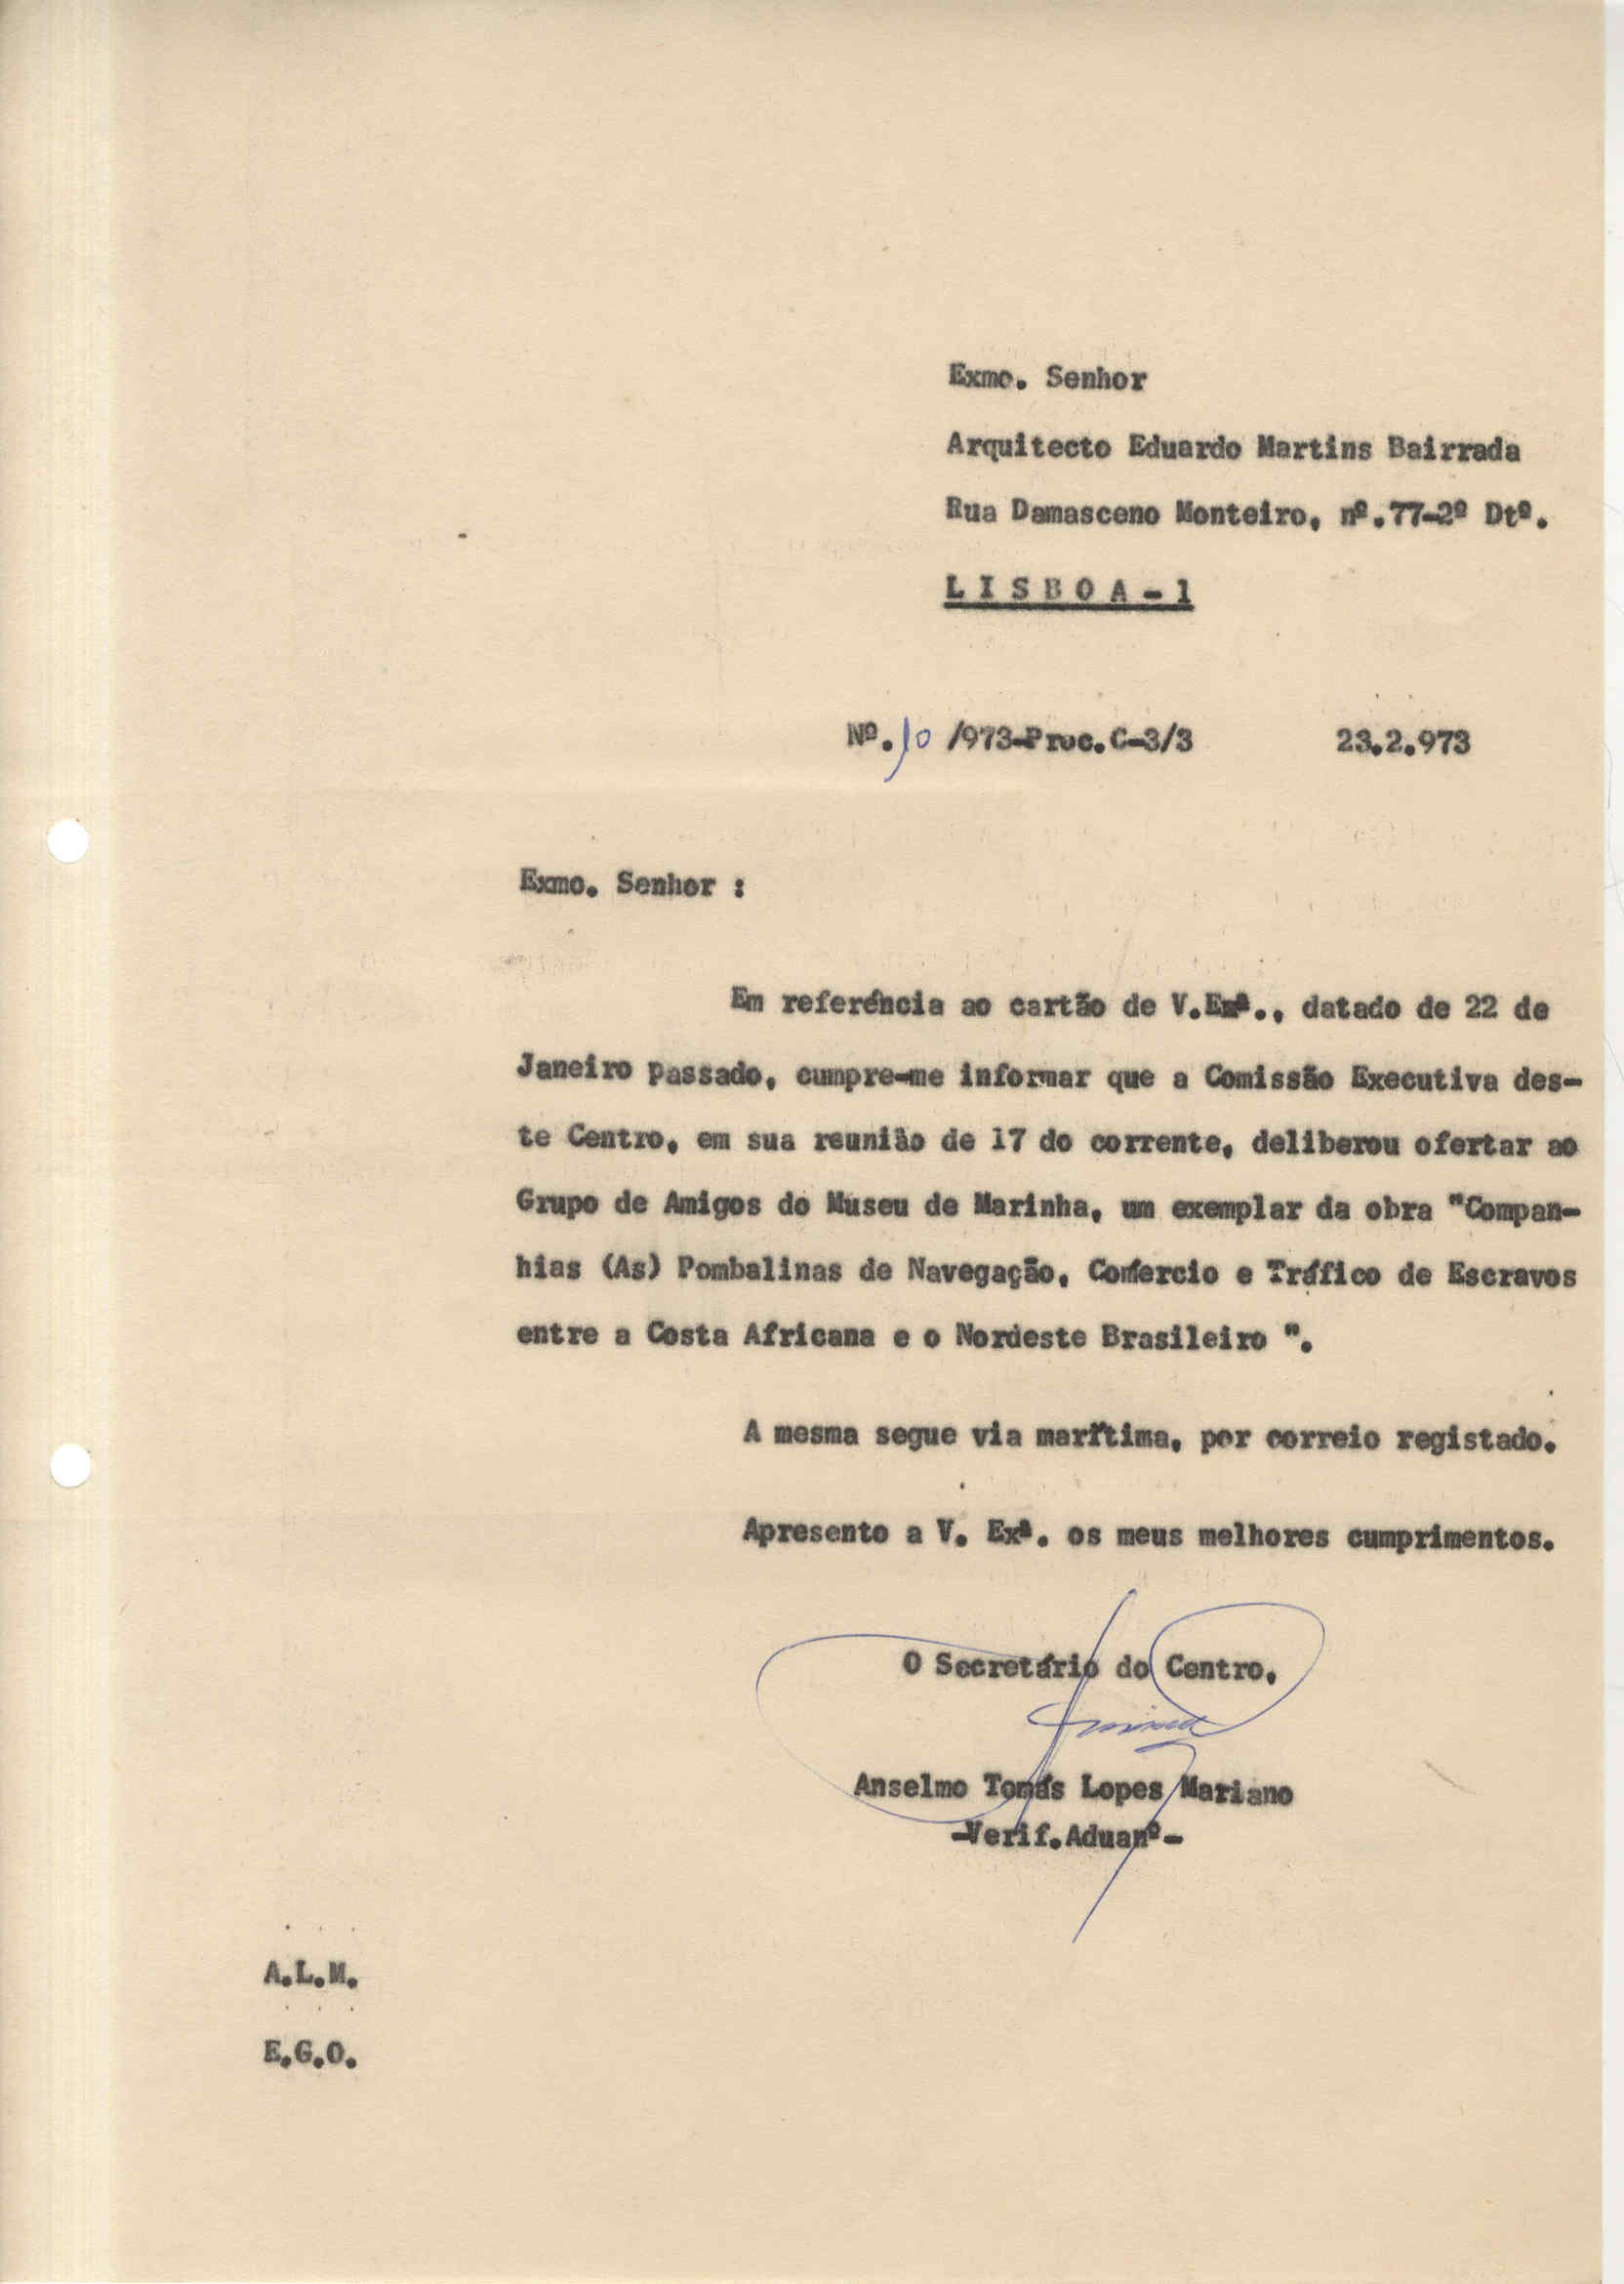 Exmo. Senhor
Arquitecto Eduardo Martins Bairrada
Rua Damasceno Monteiro, nº.77-2º Dtº.
L I S B O A - 1
Nº.10 /973-Proc.C-3/3 23.2.973
Exmo. Senhor :
Em referência ao cartão de V.Exª., datado de 22 de
Janeiro passado, cumpre-me informar que a Comissão Executiva des-
te Centro, em sua reunião de 17 do corrente, deliberou ofertar ao
Grupo de Amigos do Museu de Marinha, um exemplar da obra "Compan-
hias (As) Pombalinas de Navegação, Comércio e Tráfico de Escravos
entre a Costa Africana e o Nordeste Brasileiro ".
A mesma segue via marítima, por correio registado.
Apresento a V. Exª. os meus melhores cumprimentos.
O Secretário do Centro,
Anselmo Tomás Lopes Mariano
-Verif.Aduanº-
A.L.M.
E.G.O.